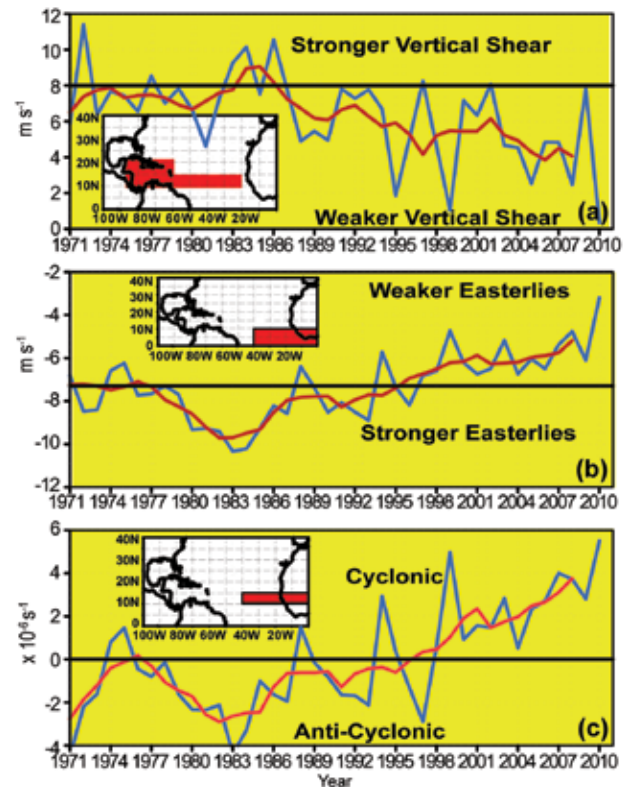 12
10
8
6
4
2
0
m s⁻¹
Stronger Vertical Shear
40N
30N
20N
10N
0
100W 80W 60W 40W 20W
Weaker Vertical Shear
(a)
1971 1974 1977 1980 1983 1986 1989 1992 1995 1998 2001 2004 2007 2010
-2
-4
-6
-8
-10
-12
m s⁻¹
40N
30N
20N
10N
0
100W 80W 60W 40W 20W
Weaker Easterlies
Stronger Easterlies
(b)
1971 1974 1977 1980 1983 1986 1989 1992 1995 1998 2001 2004 2007 2010
6
4
2
0
-2
-4
x 10⁻⁶ s⁻¹
40N
30N
20N
10N
0
100W 80W 60W 40W 20W
Cyclonic
Anti-Cyclonic
(c)
1971 1974 1977 1980 1983 1986 1989 1992 1995 1998 2001 2004 2007 2010
Year